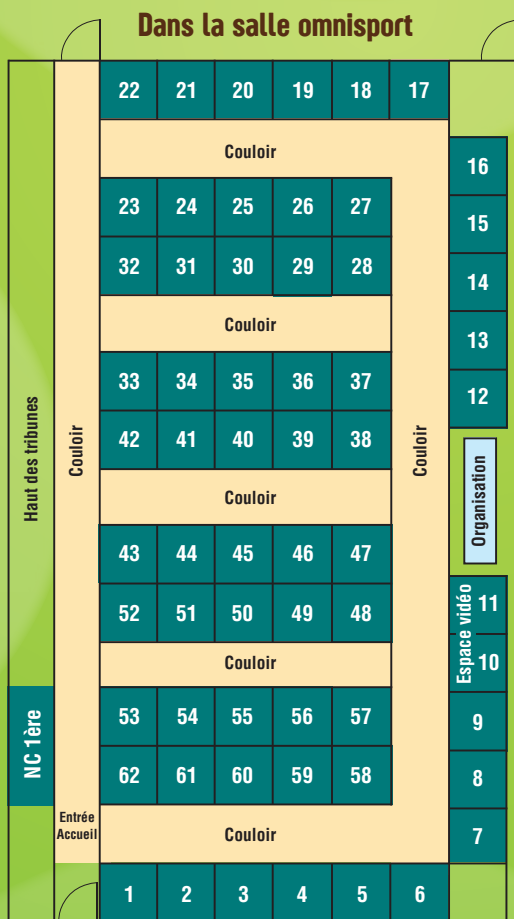 Dans la salle omnisport
22 21 20 19 18 17
Couloir
16
23 24 25 26 27
15
32 31 30 29 28
14
Couloir
13
33 34 35 36 37
12
Haut des tribunes
Couloir
42 41 40 39 38
Couloir
Organisation
Couloir
43 44 45 46 47
Espace vidéo
11
52 51 50 49 48
10
Couloir
NC 1ère
53 54 55 56 57
9
62 61 60 59 58
8
Entrée
Accueil
Couloir
7
1 2 3 4 5 6